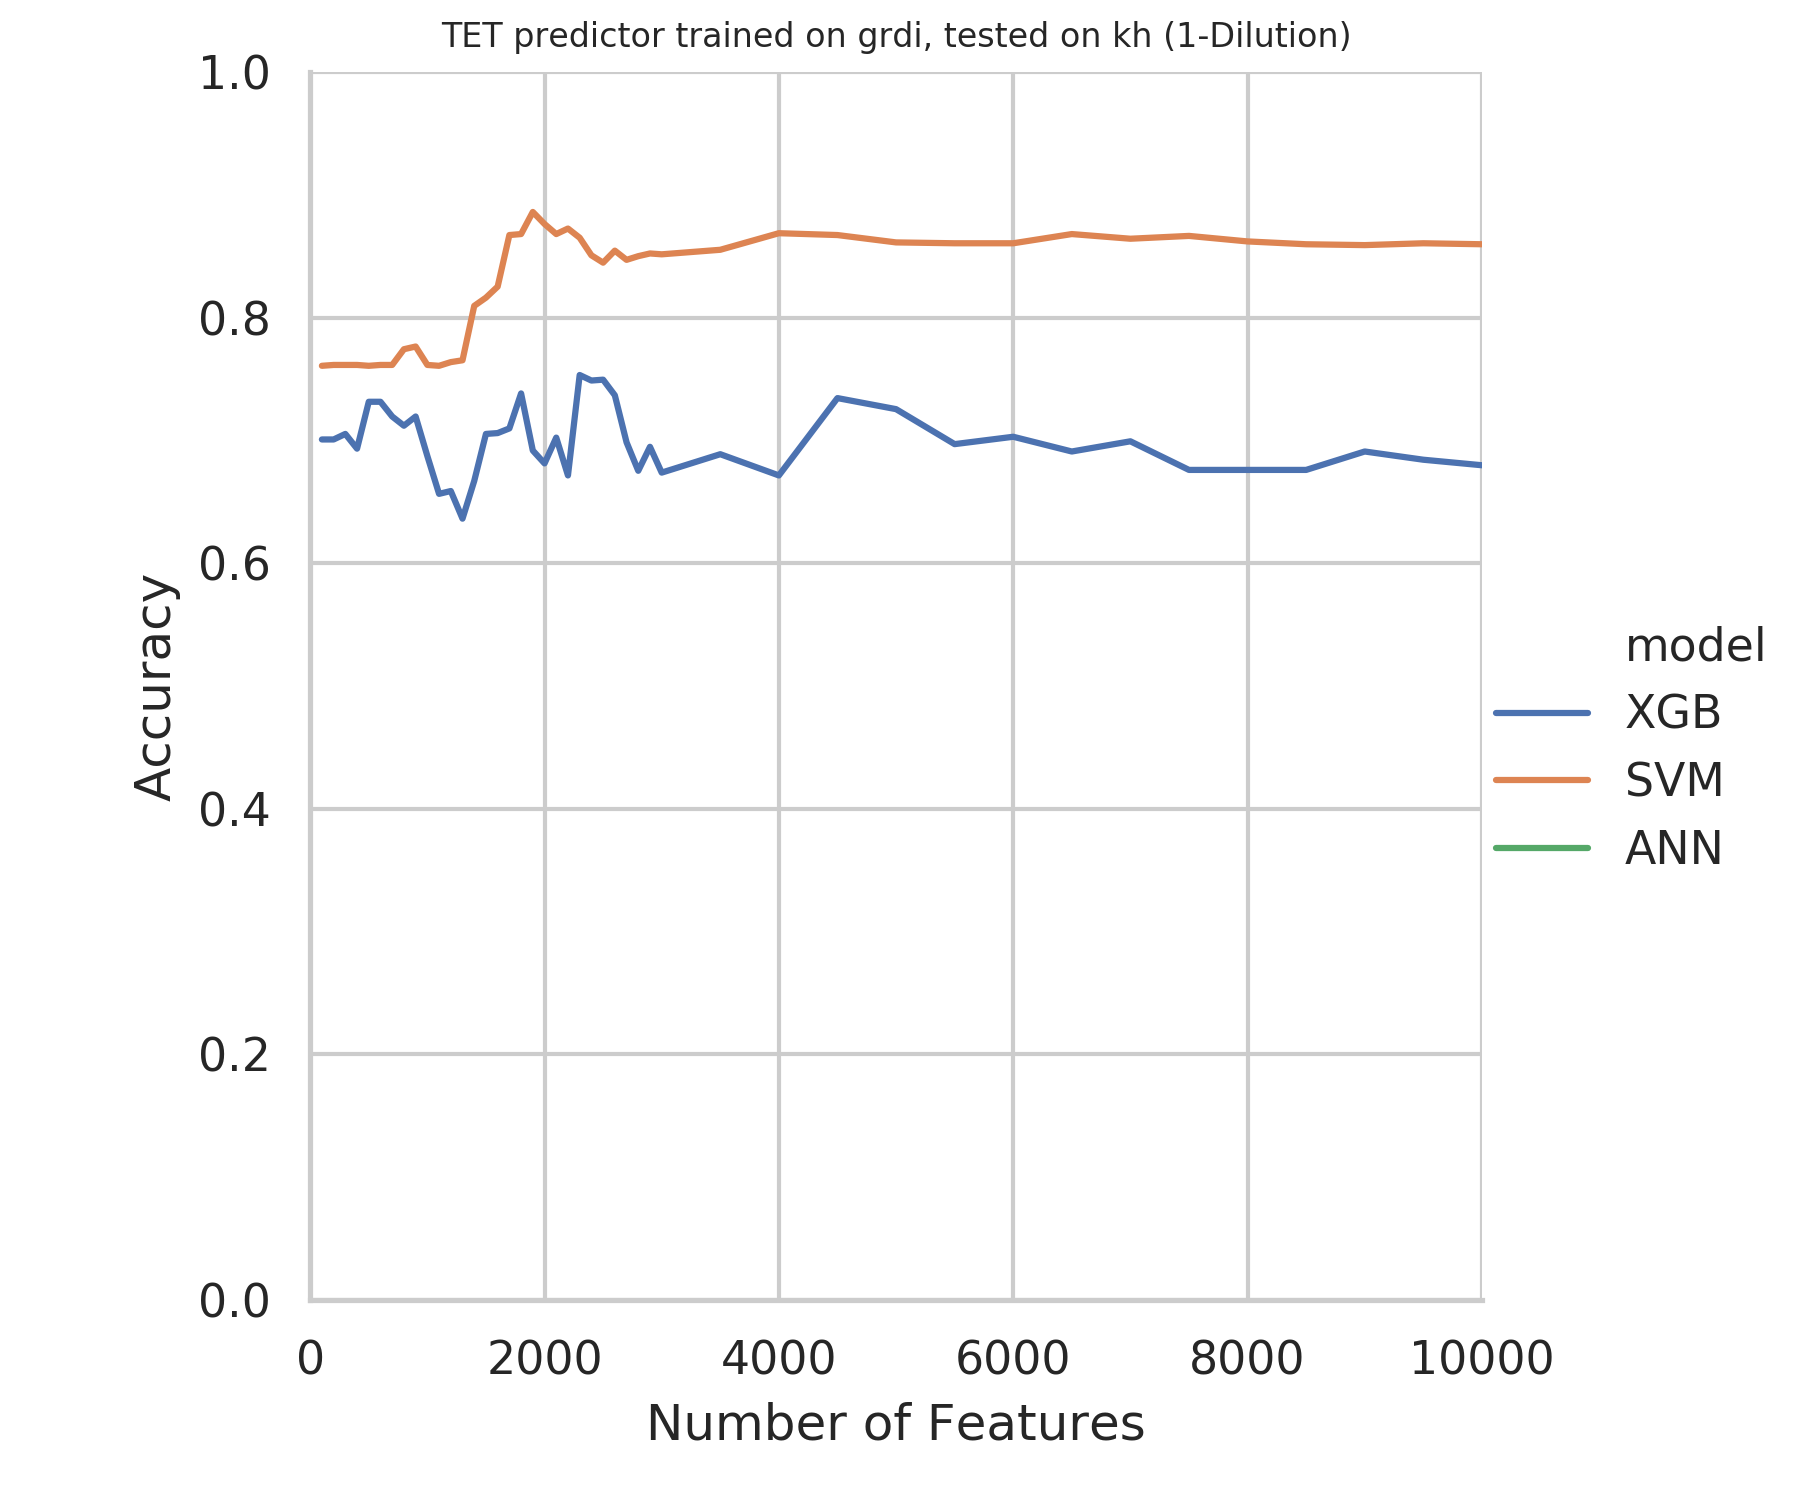 TET predictor trained on grdi, tested on kh (1-Dilution)
1.0
0.8
0.6
0.4
0.2
0.0
Accuracy
0 2000 4000 6000 8000 10000
Number of Features
model
XGB
SVM
ANN